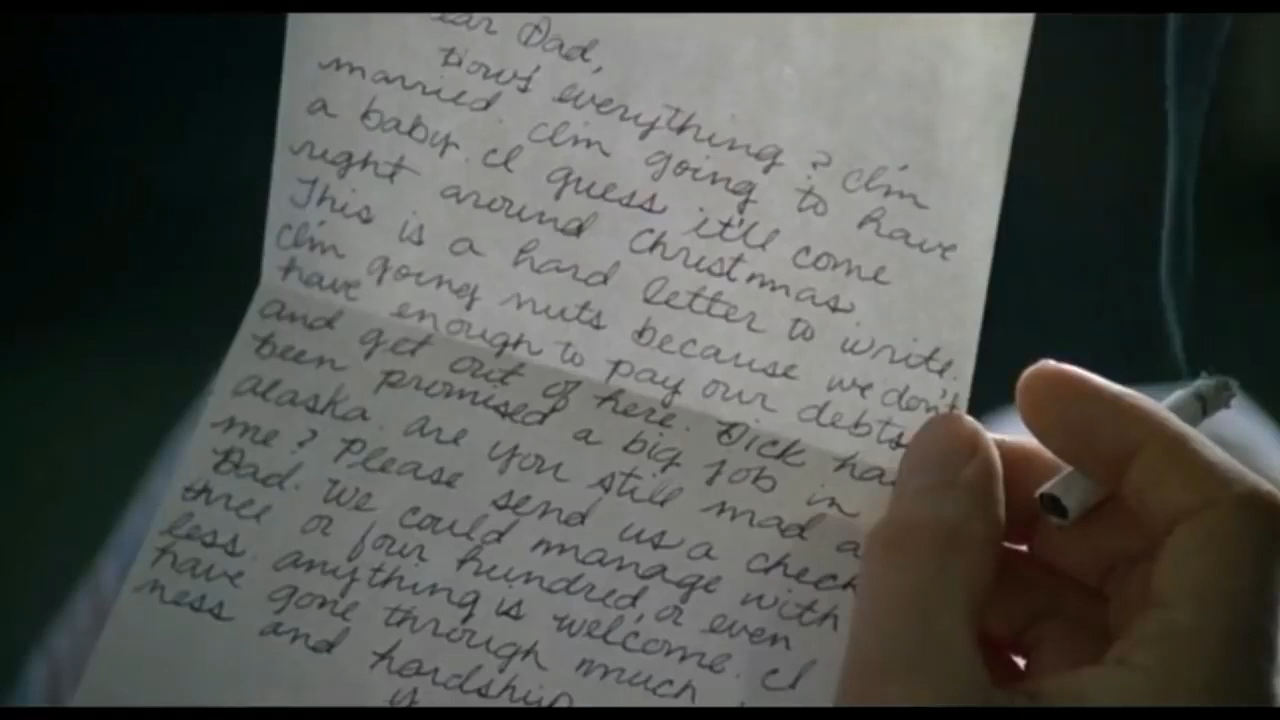 ear Dad,
How's everything? I'm
married. I'm going to have
a baby. I guess it'll come
right around Christmas.
This is a hard letter to write.
I'm going nuts because we don't
have enough to pay our debts
and get out of here. Dick ha
been promised a big job in
Alaska. Are you still mad a
me? Please send us a check
Dad. We could manage with
three or four hundred, or even
less. Anything is welcome. I
have gone through much
ness and hardship